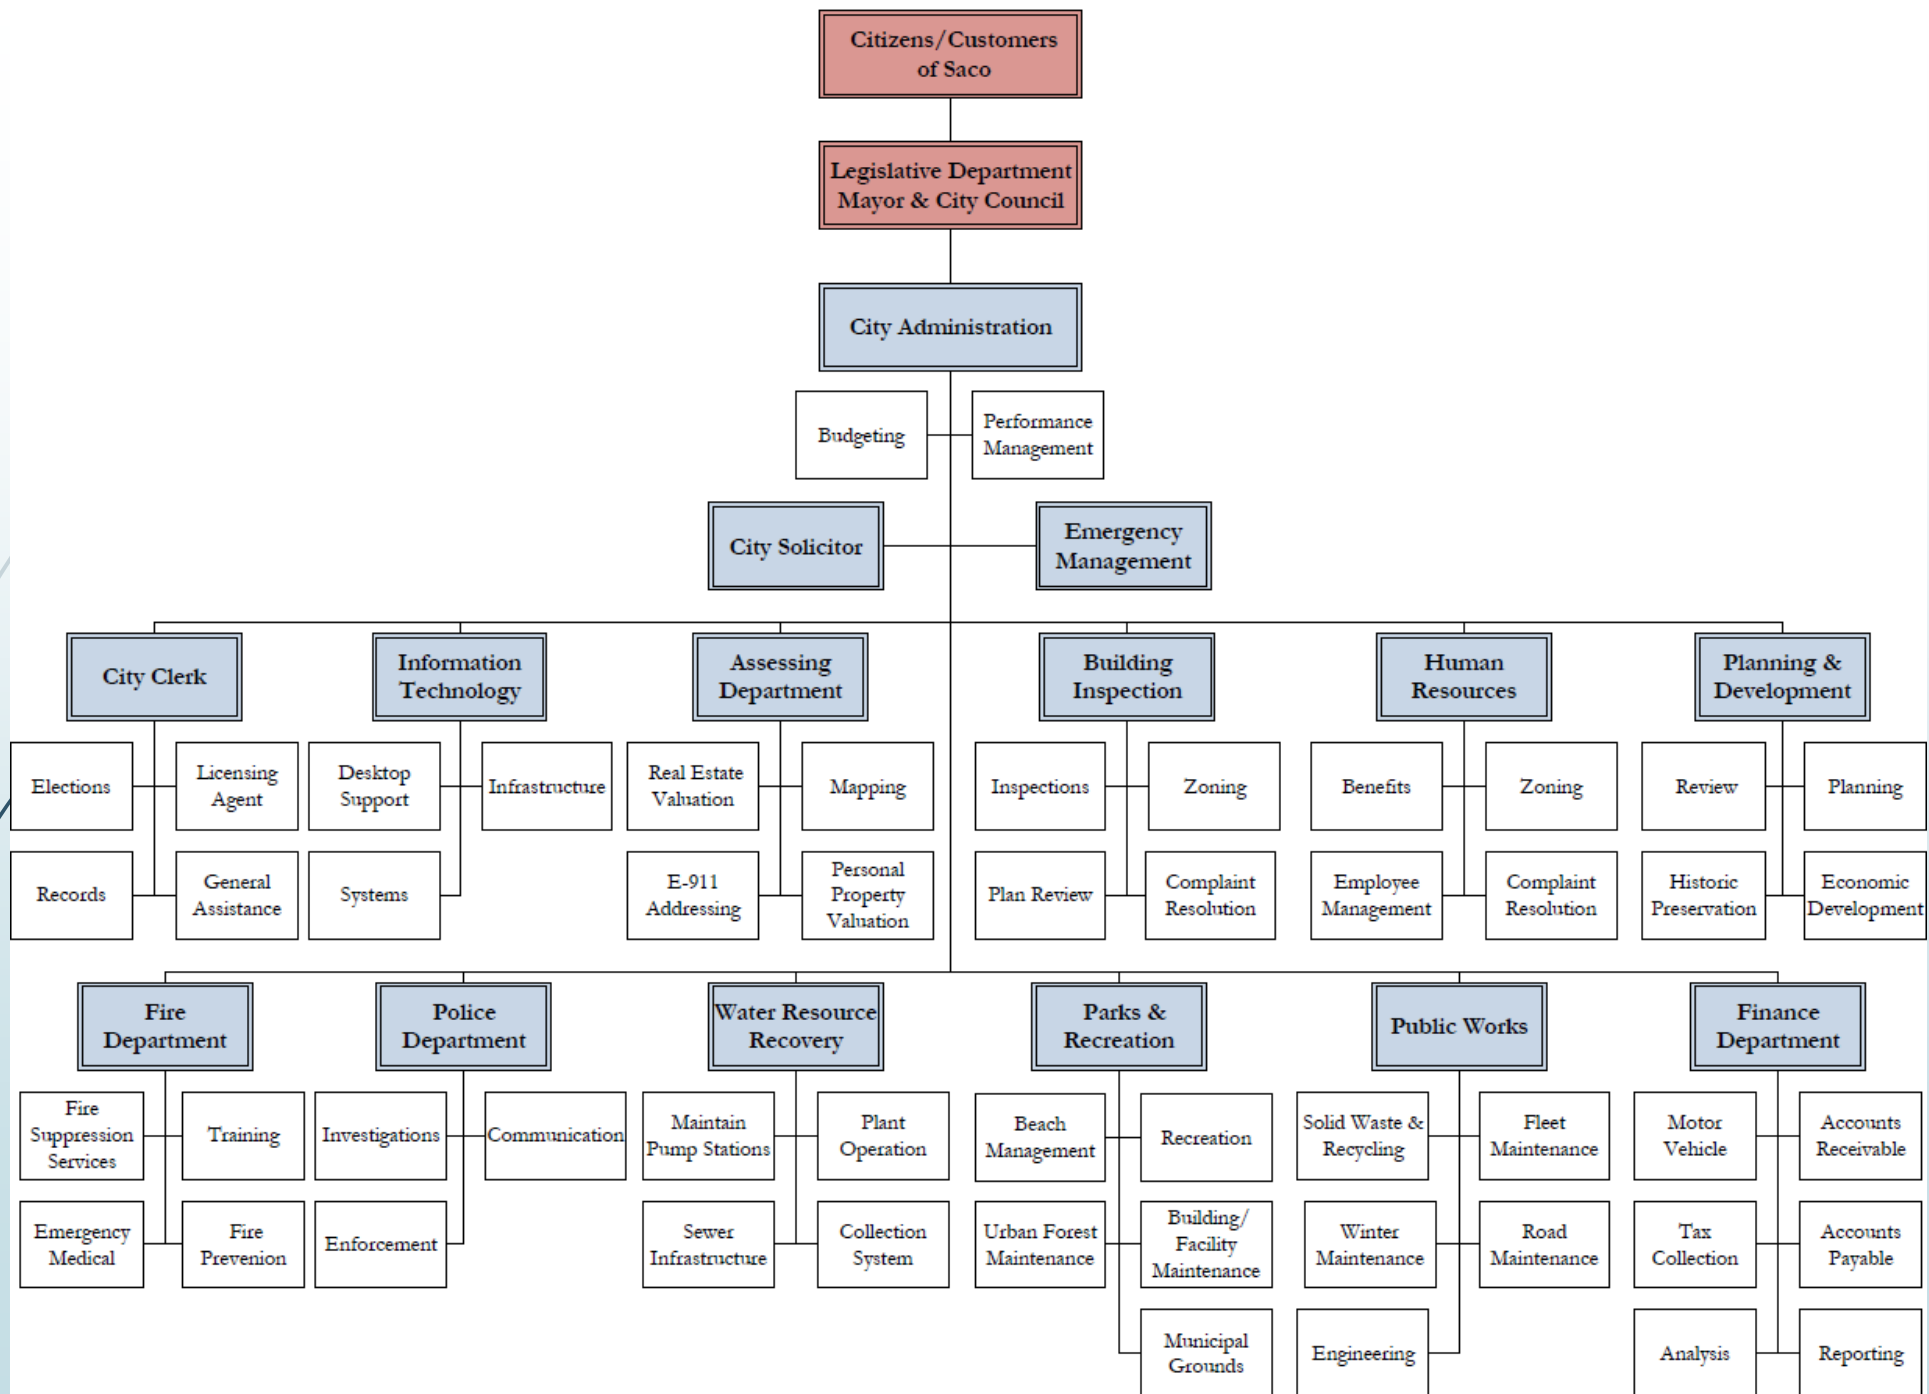 Citizens/Customers
of Saco
Legislative Department
Mayor & City Council
City Administration
Budgeting
Performance
Management
City Solicitor
Emergency
Management
City Clerk
Information
Technology
Assessing
Department
Building
Inspection
Human
Resources
Planning &
Development
Elections
Licensing
Agent
Desktop
Support
Infrastructure
Real Estate
Valuation
Mapping
Inspections
Zoning
Benefits
Zoning
Review
Planning
Records
General
Assistance
Systems
E-911
Addressing
Personal
Property
Valuation
Plan Review
Complaint
Resolution
Employee
Management
Complaint
Resolution
Historic
Preservation
Economic
Development
Fire
Department
Police
Department
Water Resource
Recovery
Parks &
Recreation
Public Works
Finance
Department
Fire
Suppression
Services
Training
Investigations
Communication
Maintain
Pump Stations
Plant
Operation
Beach
Management
Recreation
Solid Waste &
Recycling
Fleet
Maintenance
Motor
Vehicle
Accounts
Receivable
Emergency
Medical
Fire
Prevenion
Enforcement
Sewer
Infrastructure
Collection
System
Urban Forest
Maintenance
Building/
Facility
Maintenance
Winter
Maintenance
Road
Maintenance
Tax
Collection
Accounts
Payable
Municipal
Grounds
Engineering
Analysis
Reporting